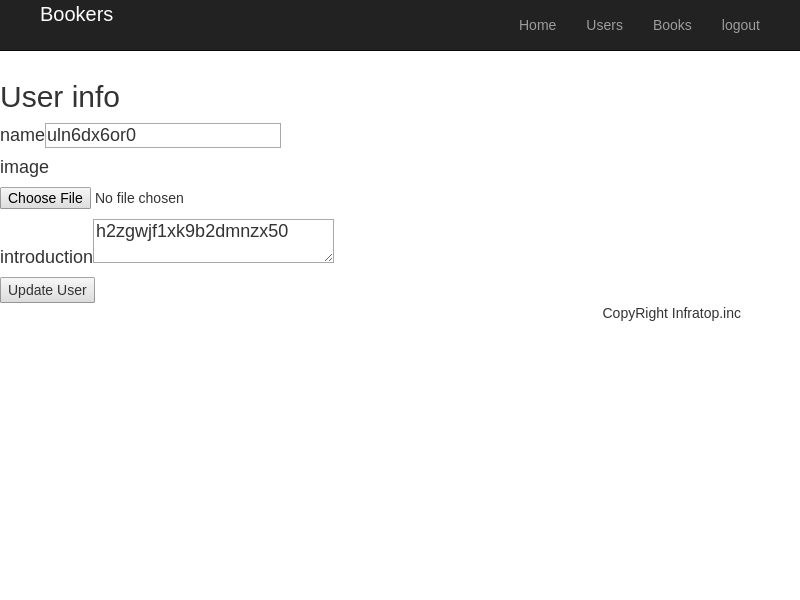 Bookers
Home Users Books logout
User info
name uln6dx6or0
image
Choose File No file chosen
introduction h2zgwjf1xk9b2dmnzx50
Update User
CopyRight Infratop.inc